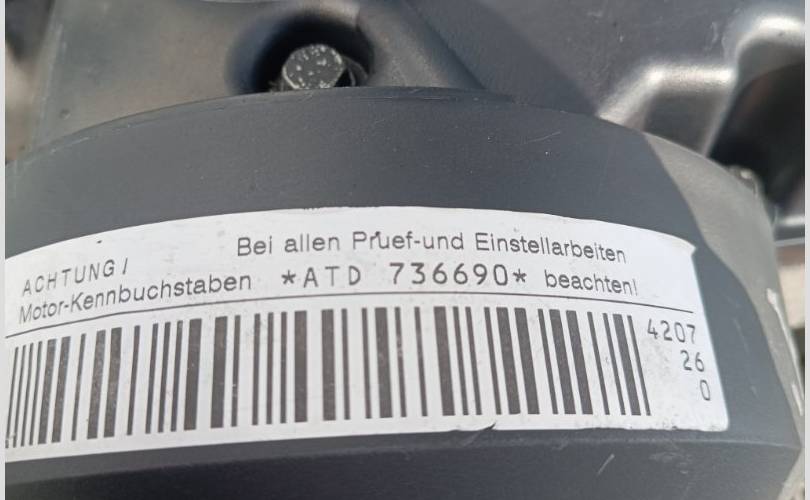 ACHTUNG! Bei allen Pruef-und Einstellarbeiten
Motor-Kennbuchstaben *ATD 736690* beachten!
4207
26
0